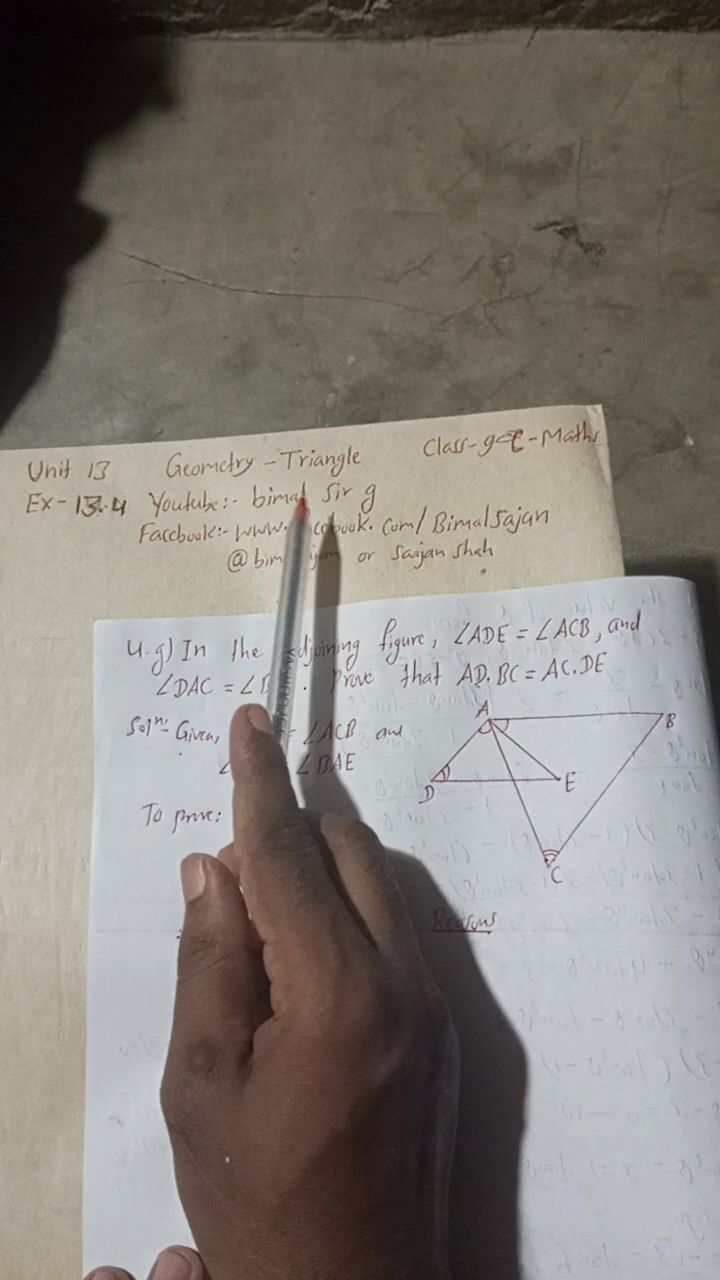 Unit 13 Geometry - Triangle Class-9 - Maths
Ex-13.4 Youtube:- bimal Sir g
Facebook:- www. cebook. Com/Bimalsajan
@bim or Saajan Shah
4.g) In the djoining figure, ∠ADE = ∠ACB, and
∠DAC = ∠ . Prove that AD.BC = AC.DE
Solⁿ:- Given, = ∠ACB and
∠ ∠BAE
To prove:
Reasons
A
B
D
E
C